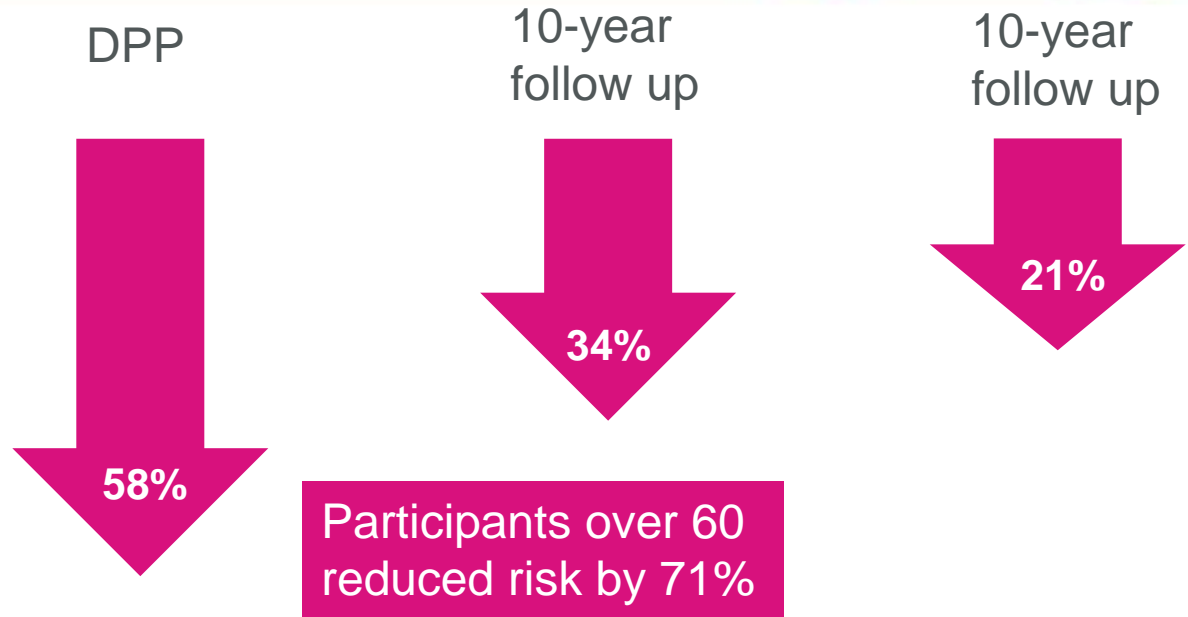 DPP
10-year
follow up
10-year
follow up
58%
34%
21%
Participants over 60
reduced risk by 71%